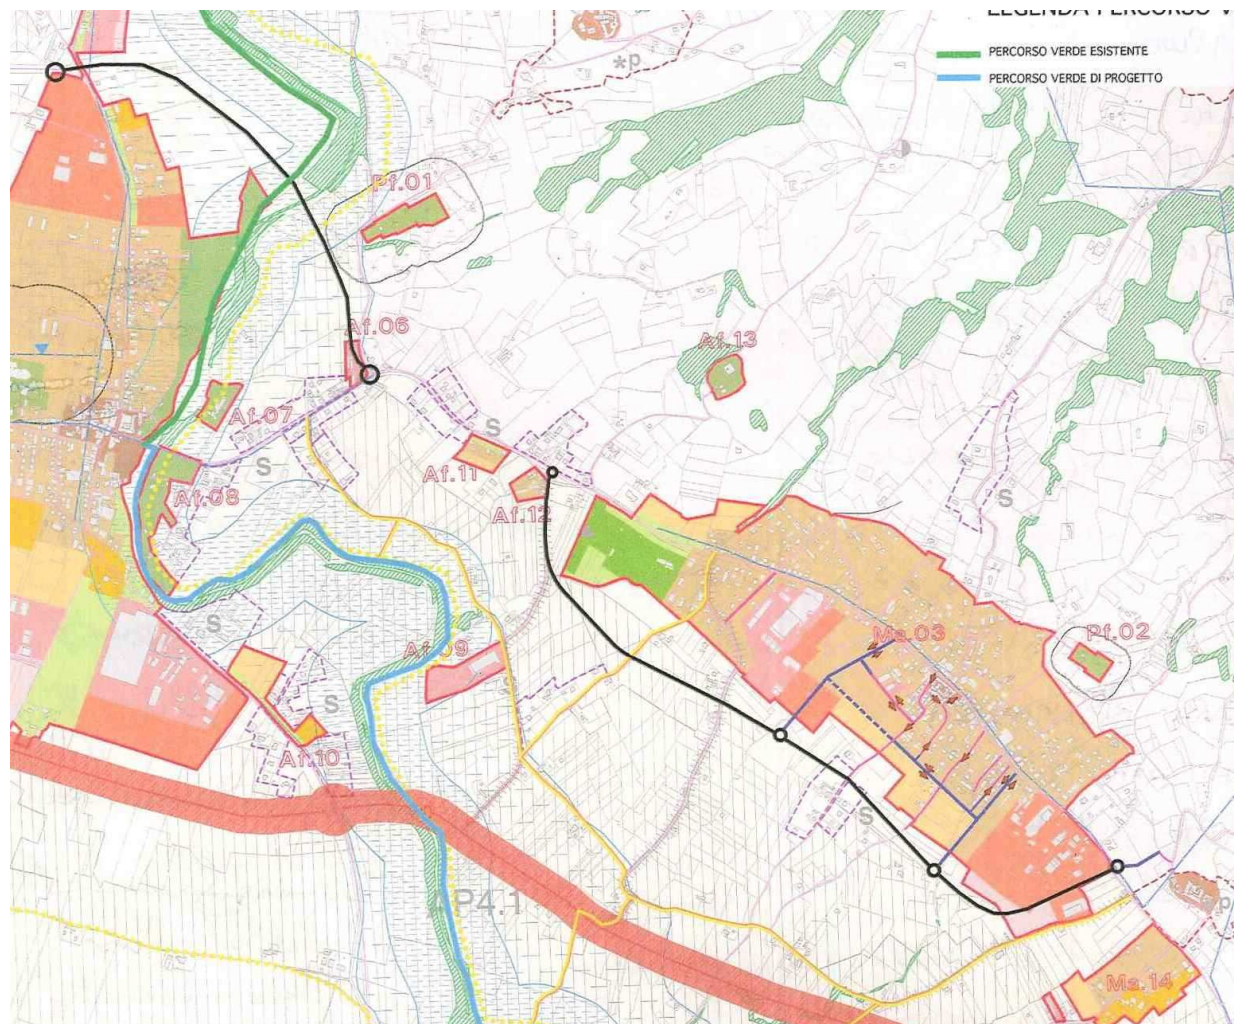 PERCORSO VERDE ESISTENTE
PERCORSO VERDE DI PROGETTO
*p
Pf.01
Af.06
Af.13
Af.07
S
Af.11
S
S
Af.08
Af.12
S
Af.09
Ma.03
Pf.02
S
Af.10
S
AP4.1
p
Ma.14